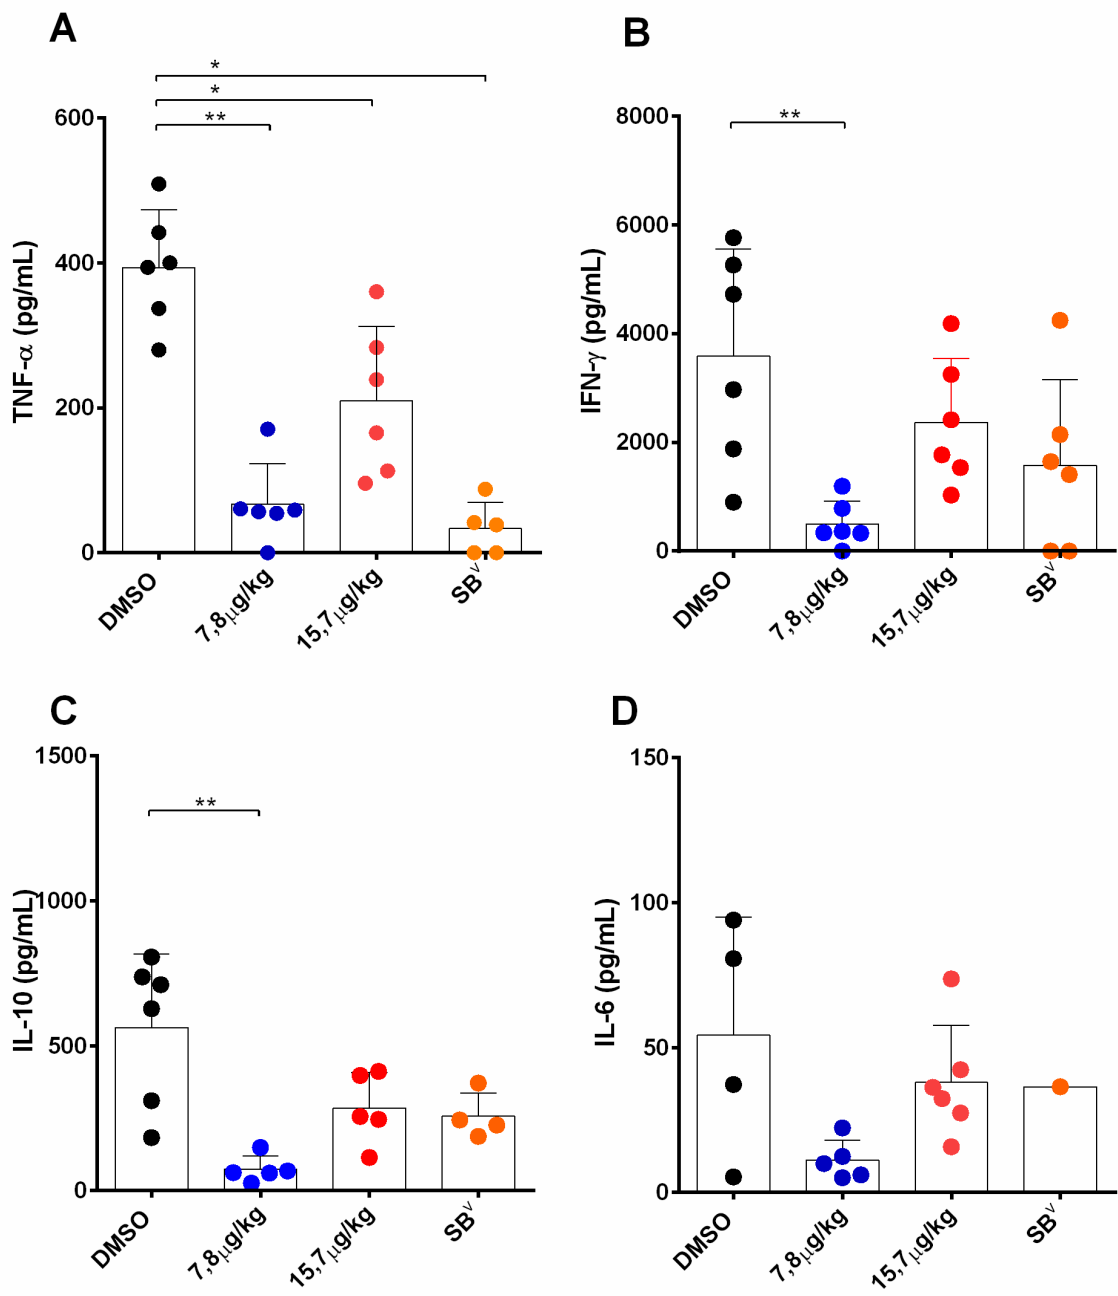 A
*
*
**
600
400
200
0
TNF-α (pg/mL)
DMSO
7,8μg/kg
15,7μg/kg
SBᵛ
B
**
8000
6000
4000
2000
0
IFN-γ (pg/mL)
DMSO
7,8μg/kg
15,7μg/kg
SBᵛ
C
**
1500
1000
500
0
IL-10 (pg/mL)
DMSO
7,8μg/kg
15,7μg/kg
SBᵛ
D
150
100
50
0
IL-6 (pg/mL)
DMSO
7,8μg/kg
15,7μg/kg
SBᵛ